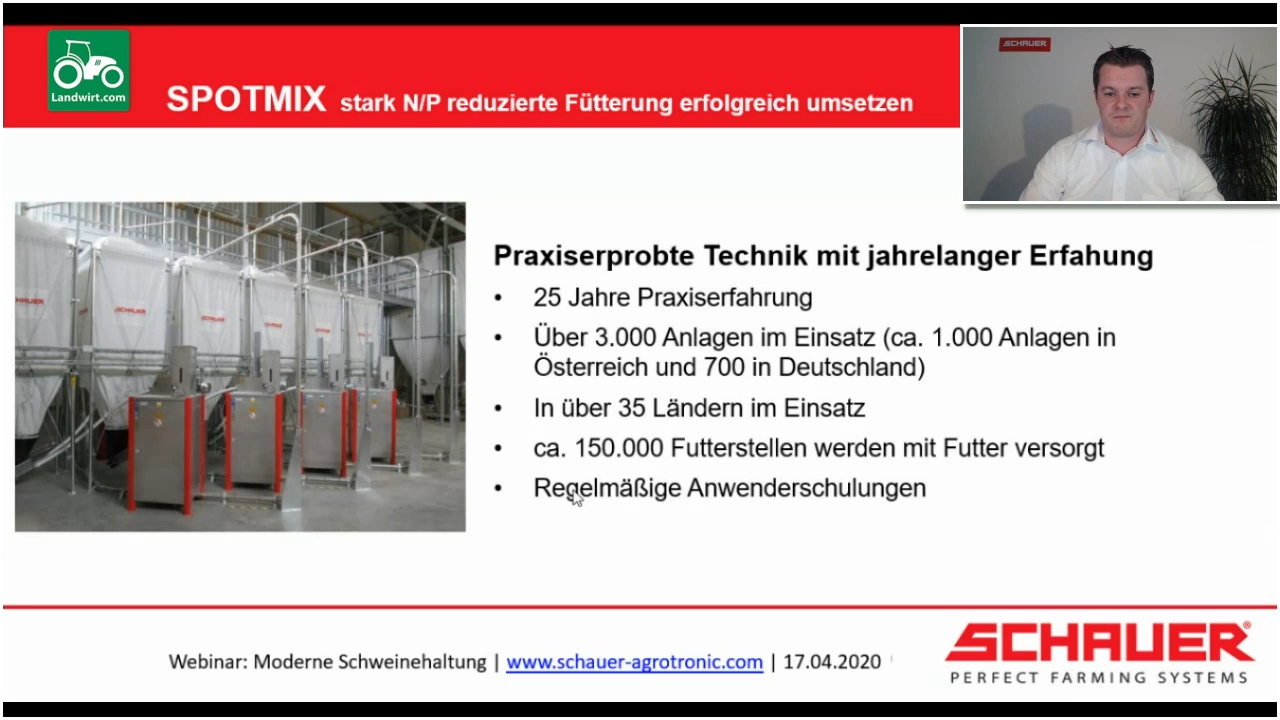 Landwirt.com
SPOTMIX stark N/P reduzierte Fütterung erfolgreich umsetzen
SCHAUER
Praxiserprobte Technik mit jahrelanger Erfahung
• 25 Jahre Praxiserfahrung
• Über 3.000 Anlagen im Einsatz (ca. 1.000 Anlagen in
Österreich und 700 in Deutschland)
• In über 35 Ländern im Einsatz
• ca. 150.000 Futterstellen werden mit Futter versorgt
• Regelmäßige Anwenderschulungen
SCHAUER
SCHAUER
SCHAUER
Webinar: Moderne Schweinehaltung | www.schauer-agrotronic.com | 17.04.2020
SCHAUER®
PERFECT FARMING SYSTEMS